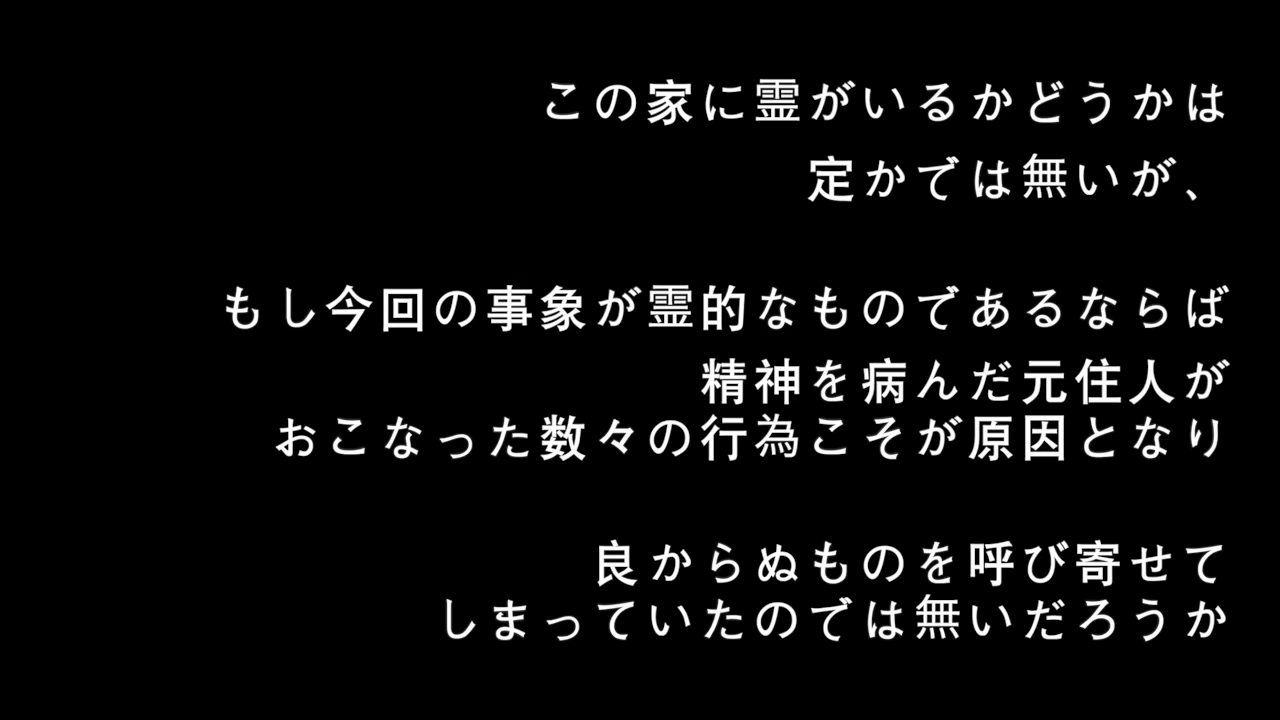 この家に霊がいるかどうかは
定かでは無いが、
もし今回の事象が霊的なものであるならば
精神を病んだ元住人が
おこなった数々の行為こそが原因となり
良からぬものを呼び寄せて
しまっていたのでは無いだろうか